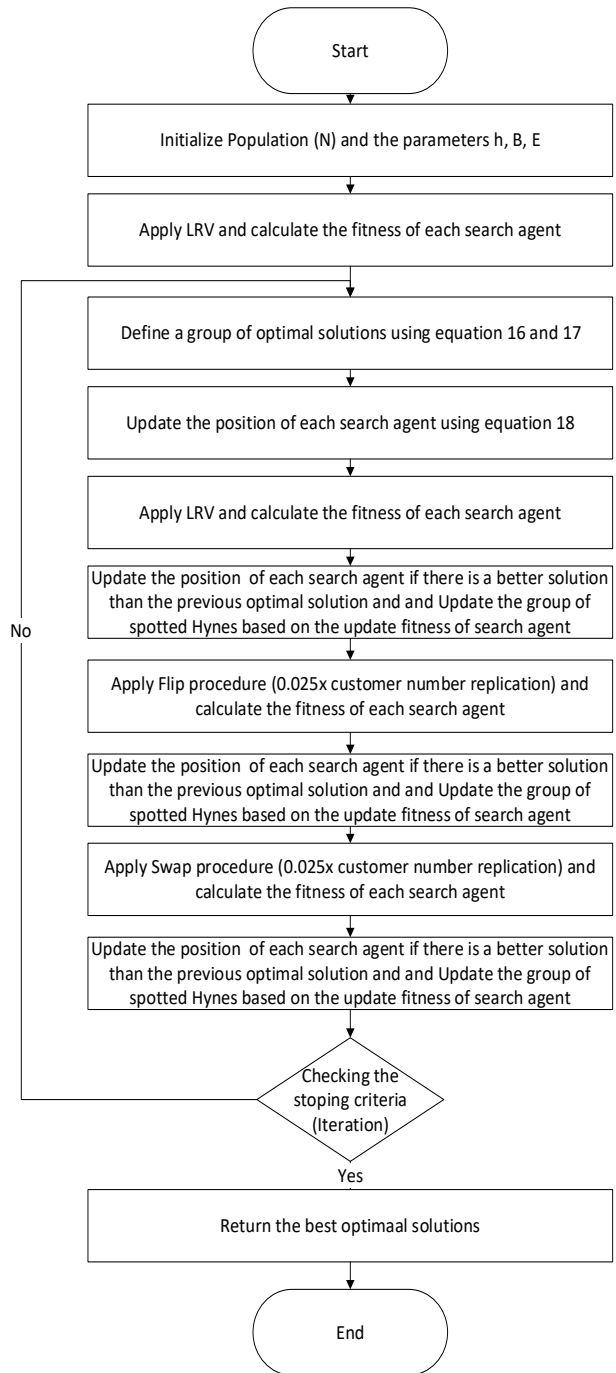 Start
Initialize Population (N) and the parameters h, B, E
Apply LRV and calculate the fitness of each search agent
Define a group of optimal solutions using equation 16 and 17
Update the position of each search agent using equation 18
Apply LRV and calculate the fitness of each search agent
Update the position of each search agent if there is a better solution
than the previous optimal solution and and Update the group of
spotted Hynes based on the update fitness of search agent
No
Apply Flip procedure (0.025x customer number replication) and
calculate the fitness of each search agent
Update the position of each search agent if there is a better solution
than the previous optimal solution and and Update the group of
spotted Hynes based on the update fitness of search agent
Apply Swap procedure (0.025x customer number replication) and
calculate the fitness of each search agent
Update the position of each search agent if there is a better solution
than the previous optimal solution and and Update the group of
spotted Hynes based on the update fitness of search agent
Checking the
stoping criteria
(Iteration)
Yes
Return the best optimaal solutions
End